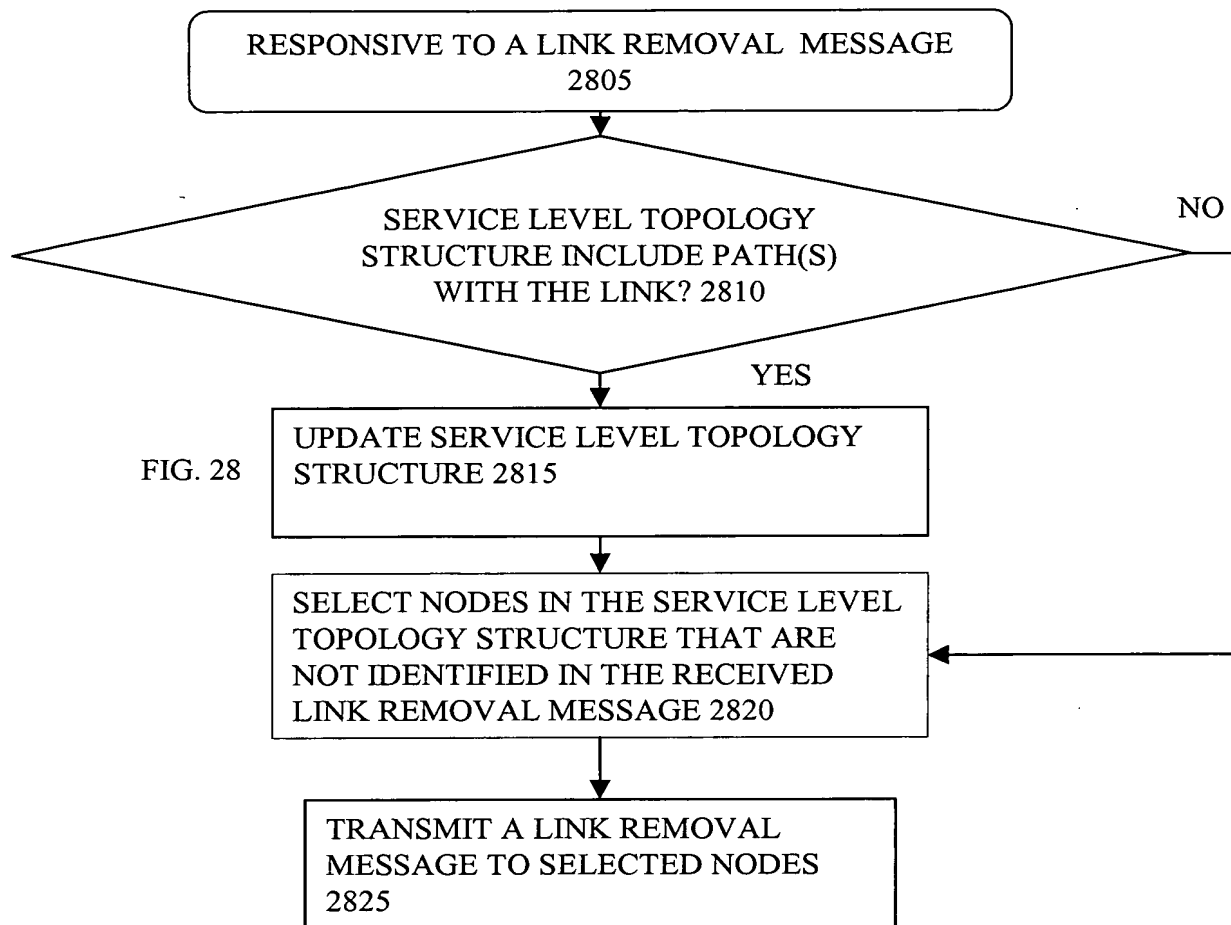 RESPONSIVE TO A LINK REMOVAL MESSAGE
2805
SERVICE LEVEL TOPOLOGY
STRUCTURE INCLUDE PATH(S)
WITH THE LINK? 2810
NO
YES
UPDATE SERVICE LEVEL TOPOLOGY
STRUCTURE 2815
FIG. 28
SELECT NODES IN THE SERVICE LEVEL
TOPOLOGY STRUCTURE THAT ARE
NOT IDENTIFIED IN THE RECEIVED
LINK REMOVAL MESSAGE 2820
TRANSMIT A LINK REMOVAL
MESSAGE TO SELECTED NODES
2825